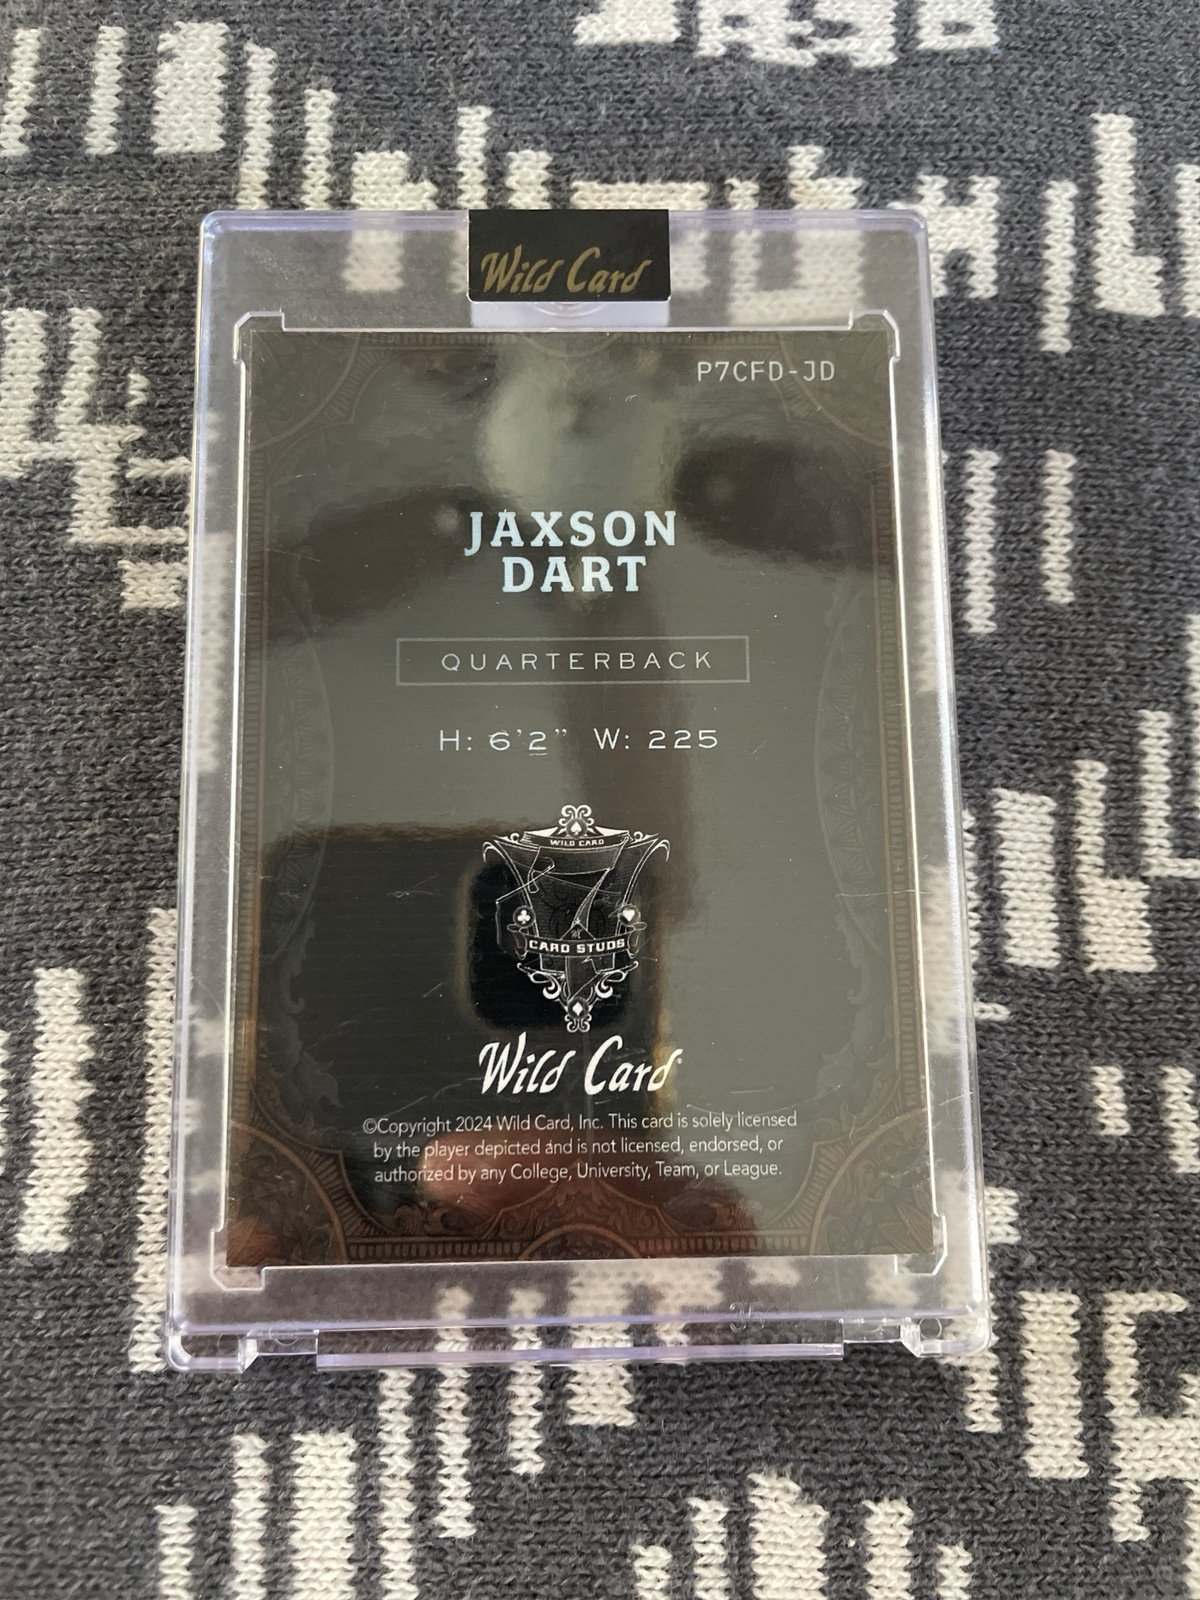 Wild Card
P7CFD-JD
JAXSON
DART
QUARTERBACK
H: 6'2" W: 225
WILD CARD
7
CARD STUDS
Wild Card
©Copyright 2024 Wild Card, Inc. This card is solely licensed
by the player depicted and is not licensed, endorsed, or
authorized by any College, University, Team, or League.
35